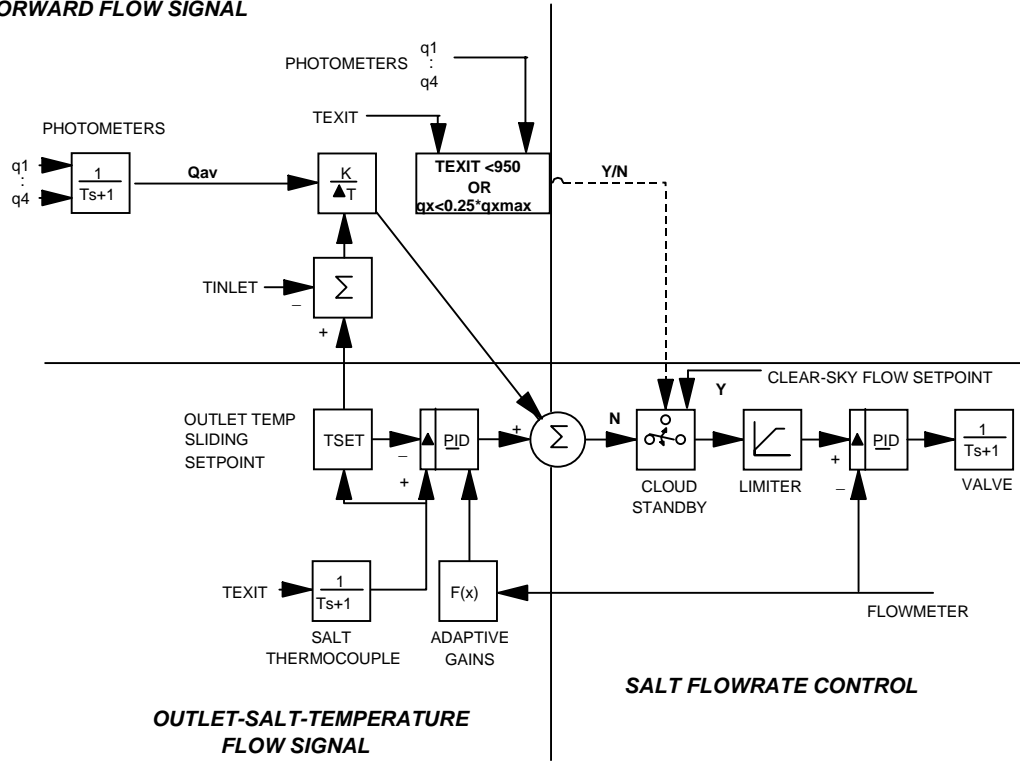 ORWARD FLOW SIGNAL
PHOTOMETERS
q1
:
q4
TEXIT
PHOTOMETERS
q1
:
q4
1
Ts+1
Qav
K
▲T
TEXIT <950
OR
qx<0.25*qxmax
Y/N
TINLET
−
Σ
+
CLEAR-SKY FLOW SETPOINT
Y
OUTLET TEMP
SLIDING
SETPOINT
TSET
−
+
▲
PID
+
Σ
N
CLOUD
STANDBY
LIMITER
+
−
▲
PID
1
Ts+1
VALVE
TEXIT
1
Ts+1
SALT
THERMOCOUPLE
F(x)
ADAPTIVE
GAINS
FLOWMETER
SALT FLOWRATE CONTROL
OUTLET-SALT-TEMPERATURE
FLOW SIGNAL